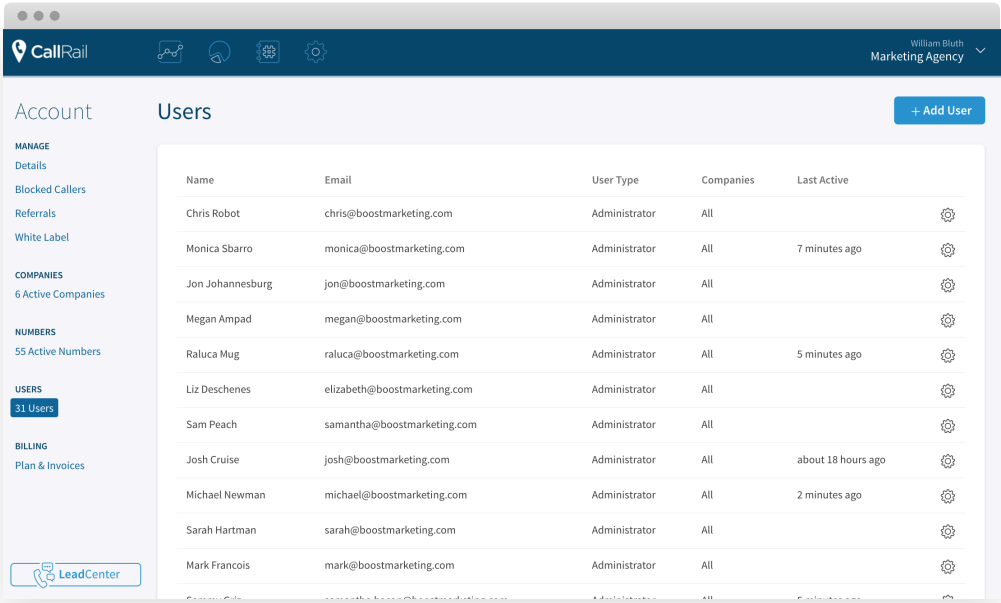 CallRail
William Bluth
Marketing Agency
Account
MANAGE
Details
Blocked Callers
Referrals
White Label
COMPANIES
6 Active Companies
NUMBERS
55 Active Numbers
USERS
31 Users
BILLING
Plan & Invoices
LeadCenter
Users
+ Add User
Name Email User Type Companies Last Active
Chris Robot chris@boostmarketing.com Administrator All
Monica Sbarro monica@boostmarketing.com Administrator All 7 minutes ago
Jon Johannesburg jon@boostmarketing.com Administrator All
Megan Ampad megan@boostmarketing.com Administrator All
Raluca Mug raluca@boostmarketing.com Administrator All 5 minutes ago
Liz Deschenes elizabeth@boostmarketing.com Administrator All
Sam Peach samantha@boostmarketing.com Administrator All
Josh Cruise josh@boostmarketing.com Administrator All about 18 hours ago
Michael Newman michael@boostmarketing.com Administrator All 2 minutes ago
Sarah Hartman sarah@boostmarketing.com Administrator All
Mark Francois mark@boostmarketing.com Administrator All